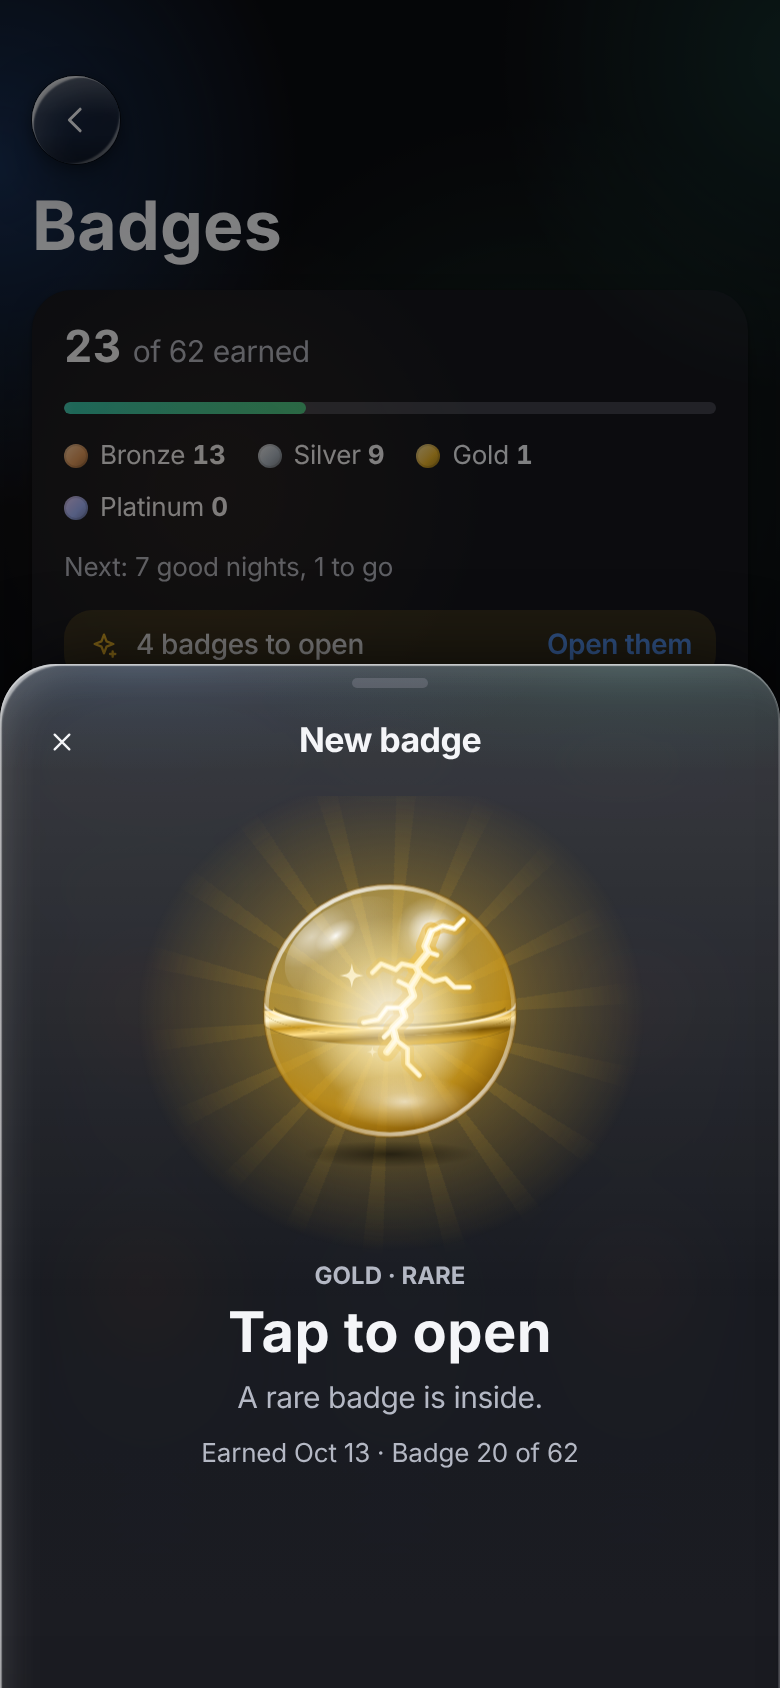 Badges
23 of 62 earned
Bronze 13 Silver 9 Gold 1
Platinum 0
Next: 7 good nights, 1 to go
4 badges to open Open them
New badge
GOLD · RARE
Tap to open
A rare badge is inside.
Earned Oct 13 · Badge 20 of 62